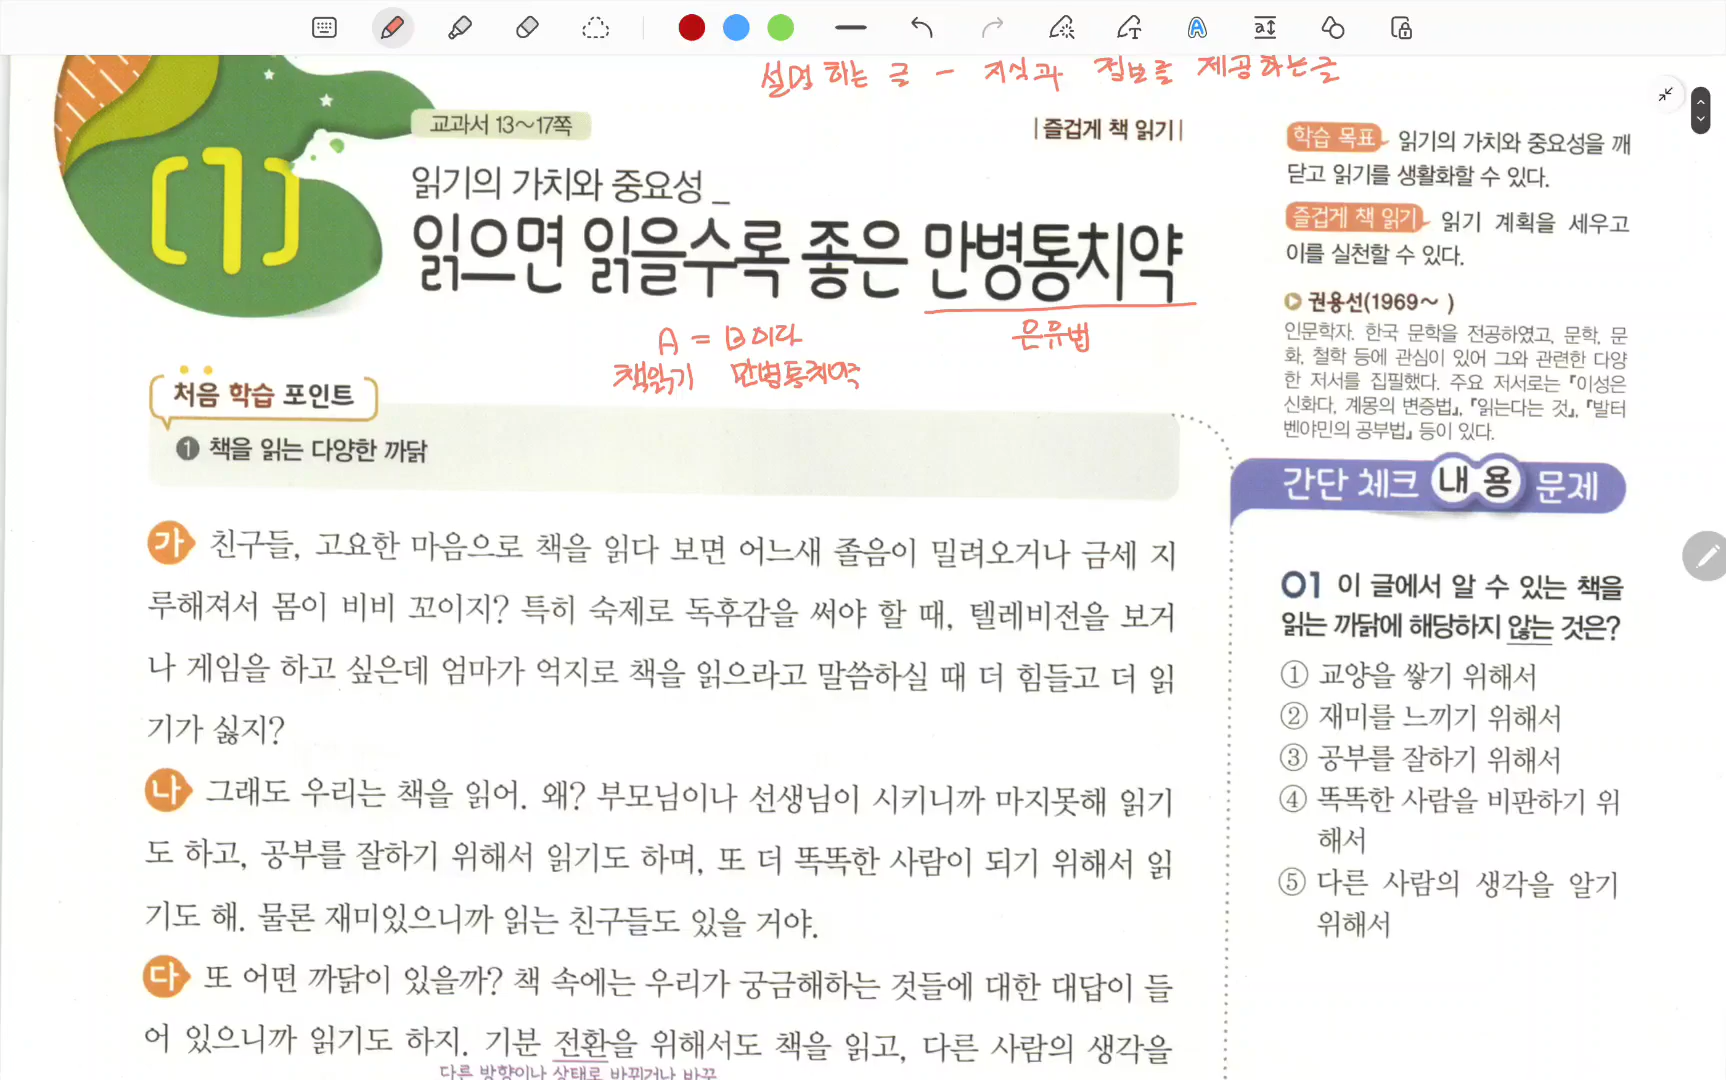 설명하는 글 - 지식과 정보를 제공하는글
교과서 13~17쪽
|즐겁게 책 읽기|
(1)
읽기의 가치와 중요성_
읽으면 읽을수록 좋은 만병통치약
A = B이다
은유법
책읽기 만병통치약
처음 학습 포인트
❶ 책을 읽는 다양한 까닭
가 친구들, 고요한 마음으로 책을 읽다 보면 어느새 졸음이 밀려오거나 금세 지
루해져서 몸이 비비 꼬이지? 특히 숙제로 독후감을 써야 할 때, 텔레비전을 보거
나 게임을 하고 싶은데 엄마가 억지로 책을 읽으라고 말씀하실 때 더 힘들고 더 읽
기가 싫지?
나 그래도 우리는 책을 읽어. 왜? 부모님이나 선생님이 시키니까 마지못해 읽기
도 하고, 공부를 잘하기 위해서 읽기도 하며, 또 더 똑똑한 사람이 되기 위해서 읽
기도 해. 물론 재미있으니까 읽는 친구들도 있을 거야.
다 또 어떤 까닭이 있을까? 책 속에는 우리가 궁금해하는 것들에 대한 대답이 들
어 있으니까 읽기도 하지. 기분 전환을 위해서도 책을 읽고, 다른 사람의 생각을
다른 방향이나 상태로 바뀌거나 바꿈
학습 목표 읽기의 가치와 중요성을 깨
닫고 읽기를 생활화할 수 있다.
즐겁게 책 읽기 읽기 계획을 세우고
이를 실천할 수 있다.
권용선(1969~ )
인문학자. 한국 문학을 전공하였고, 문학, 문
화, 철학 등에 관심이 있어 그와 관련한 다양
한 저서를 집필했다. 주요 저서로는 『이성은
신화다, 계몽의 변증법』, 『읽는다는 것』, 『발터
벤야민의 공부법』 등이 있다.
간단 체크 내용 문제
01 이 글에서 알 수 있는 책을
읽는 까닭에 해당하지 않는 것은?
① 교양을 쌓기 위해서
② 재미를 느끼기 위해서
③ 공부를 잘하기 위해서
④ 똑똑한 사람을 비판하기 위
해서
⑤ 다른 사람의 생각을 알기
위해서